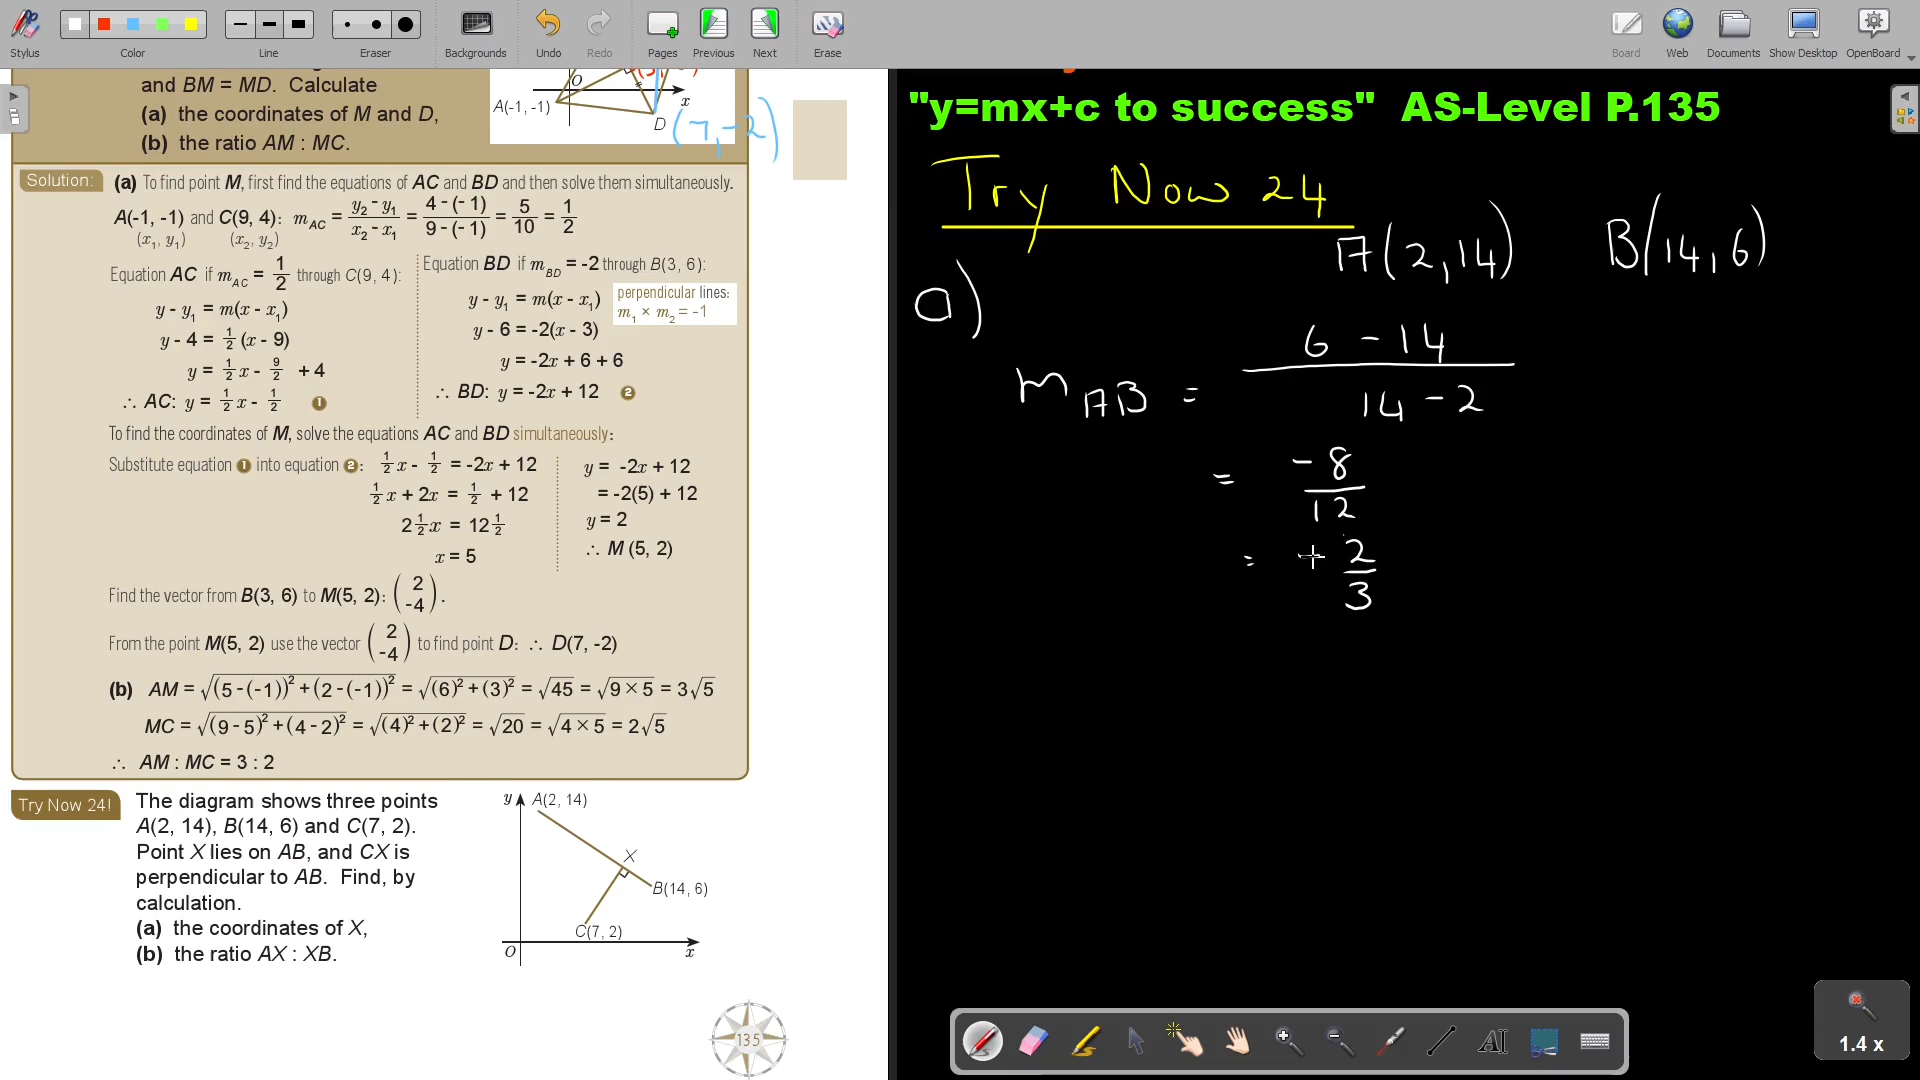 Stylus Color Line Eraser Backgrounds Undo Redo Pages Previous Next Erase Board Web Documents Show Desktop OpenBoard
and BM = MD. Calculate
(a) the coordinates of M and D,
(b) the ratio AM : MC.
O
A(-1, -1)
x
D
(7,-2)
Solution: (a) To find point M, first find the equations of AC and BD and then solve them simultaneously.
A(-1, -1) and C(9, 4): m_AC = (y₂ - y₁)/(x₂ - x₁) = (4 - (- 1))/(9 - (- 1)) = 5/10 = 1/2
(x₁, y₁) (x₂, y₂)
Equation AC if m_AC = 1/2 through C(9, 4):
y - y₁ = m(x - x₁)
y - 4 = 1/2 (x - 9)
y = 1/2 x - 9/2 + 4
∴ AC: y = 1/2 x - 1/2 ❶
Equation BD if m_BD = -2 through B(3, 6):
y - y₁ = m(x - x₁)
y - 6 = -2(x - 3)
y = -2x + 6 + 6
∴ BD: y = -2x + 12 ❷
perpendicular lines:
m₁ × m₂ = -1
To find the coordinates of M, solve the equations AC and BD simultaneously:
Substitute equation ❶ into equation ❷: 1/2 x - 1/2 = -2x + 12
1/2 x + 2x = 1/2 + 12
2 1/2 x = 12 1/2
x = 5
y = -2x + 12
= -2(5) + 12
y = 2
∴ M (5, 2)
Find the vector from B(3, 6) to M(5, 2): (2 -4).
From the point M(5, 2) use the vector (2 -4) to find point D: ∴ D(7, -2)
(b) AM = √((5 - (-1))² + (2 - (-1))²) = √((6)² + (3)²) = √45 = √(9 × 5) = 3√5
MC = √((9 - 5)² + (4 - 2)²) = √((4)² + (2)²) = √20 = √(4 × 5) = 2√5
∴ AM : MC = 3 : 2
Try Now 24! The diagram shows three points
A(2, 14), B(14, 6) and C(7, 2).
Point X lies on AB, and CX is
perpendicular to AB. Find, by
calculation.
(a) the coordinates of X,
(b) the ratio AX : XB.
y A(2, 14)
X
B(14, 6)
C(7, 2)
O x
135
"y=mx+c to success" AS-Level P.135
Try Now 24
A(2,14) B(14,6)
a)
m_AB = (6 - 14)/(14 - 2)
= -8/12
= - 2/3
AI
1.4 x